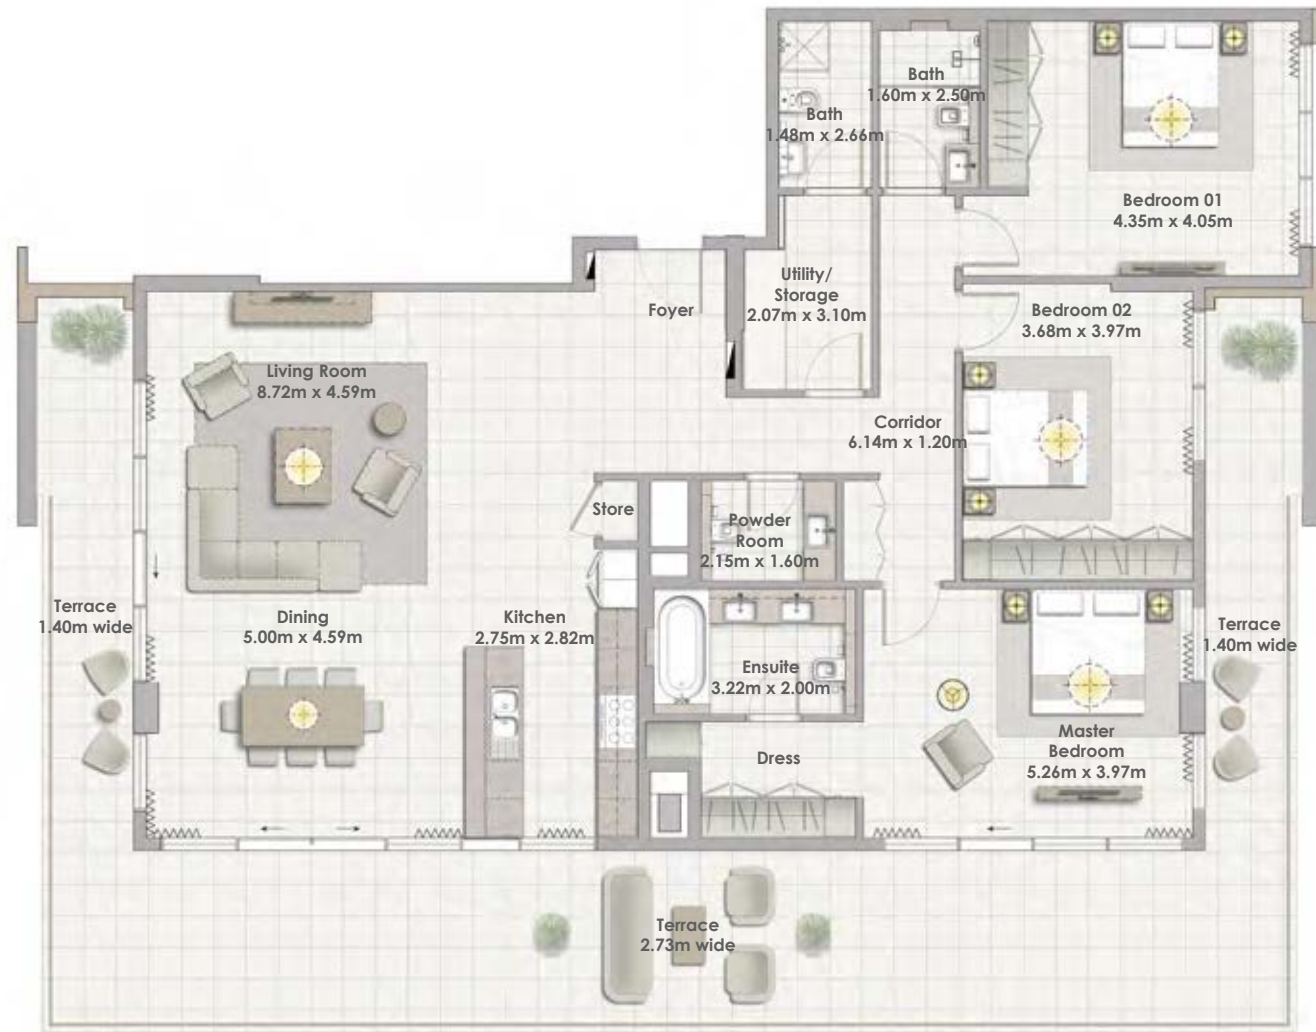 Bath
1.60m x 2.50m
Bath
1.48m x 2.66m
Bedroom 01
4.35m x 4.05m
Utility/
Storage
2.07m x 3.10m
Foyer
Bedroom 02
3.68m x 3.97m
Living Room
8.72m x 4.59m
Corridor
6.14m x 1.20m
Store
Powder
Room
2.15m x 1.60m
Terrace
1.40m wide
Dining
5.00m x 4.59m
Kitchen
2.75m x 2.82m
Ensuite
3.22m x 2.00m
Terrace
1.40m wide
Dress
Master
Bedroom
5.26m x 3.97m
Terrace
2.73m wide